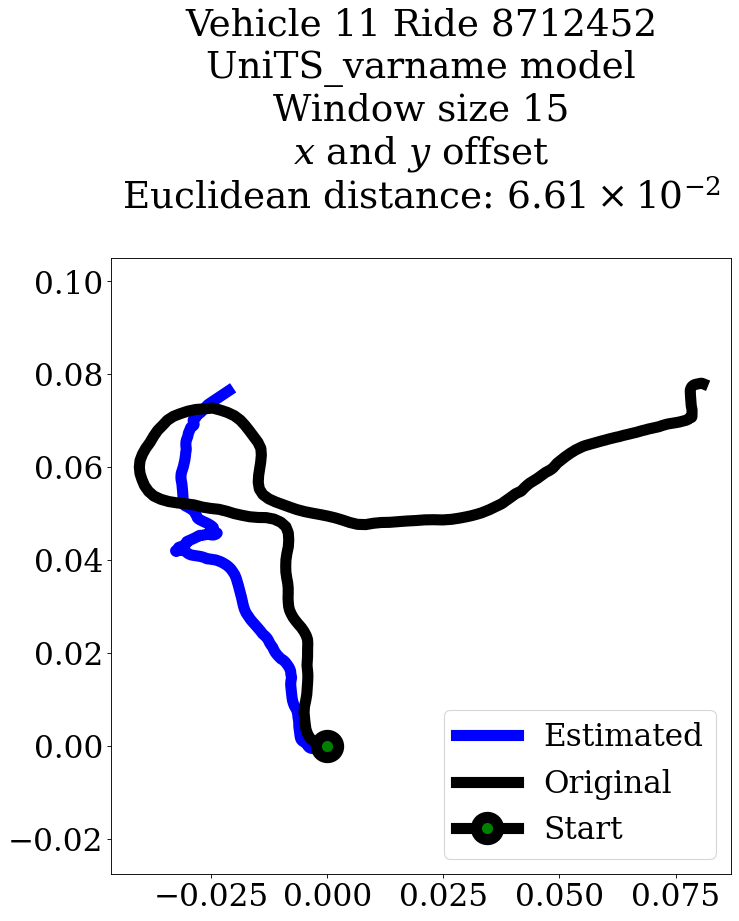 Vehicle 11 Ride 8712452
UniTS_varname model
Window size 15
x and y offset
Euclidean distance: 6.61 × 10⁻²
0.10
0.08
0.06
0.04
0.02
0.00
−0.02
−0.025 0.000 0.025 0.050 0.075
Estimated
Original
Start